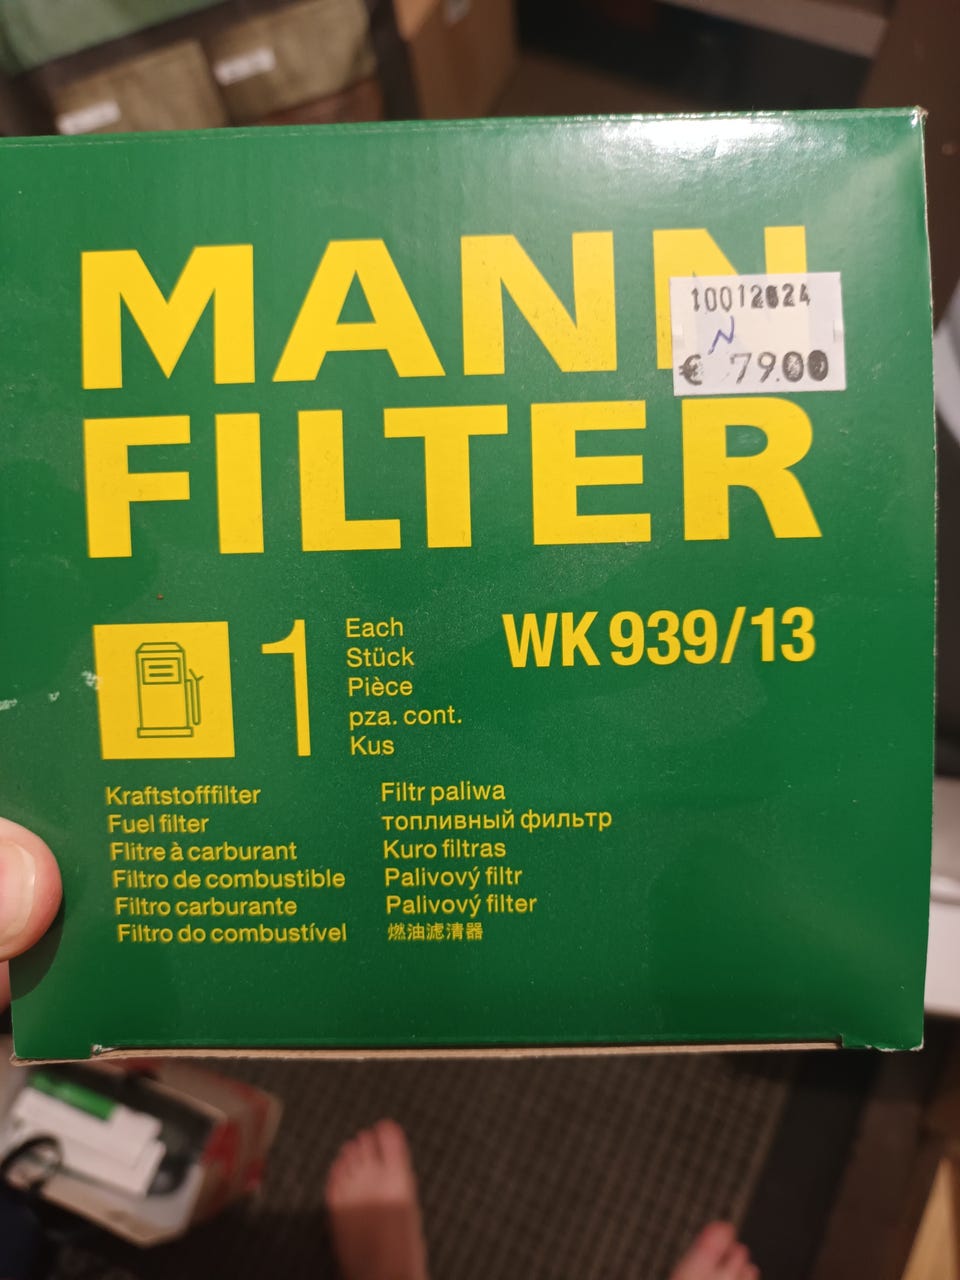 MANN
10012624
N
€ 79.00
FILTER
1
Each
Stück
Pièce
pza. cont.
Kus
WK 939/13
Kraftstofffilter
Fuel filter
Flitre à carburant
Filtro de combustible
Filtro carburante
Filtro do combustível
Filtr paliwa
топливный фильтр
Kuro filtras
Palivový filtr
Palivový filter
燃油滤清器